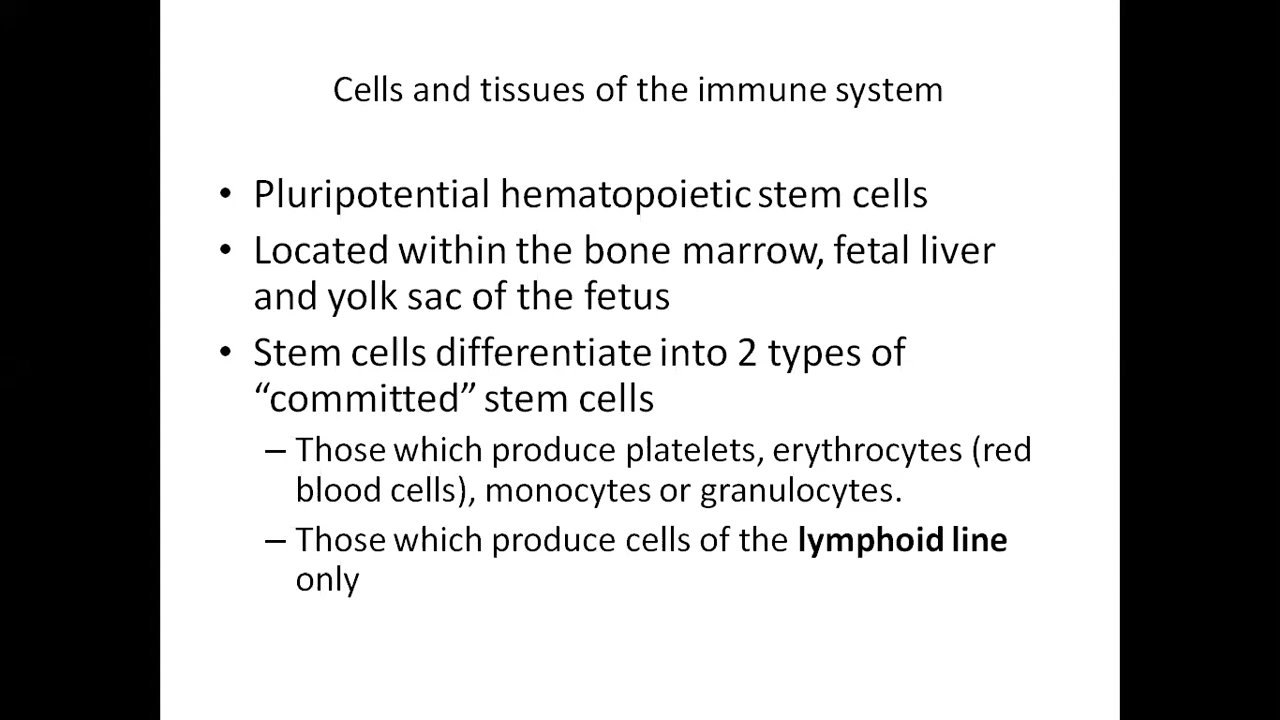 Cells and tissues of the immune system
• Pluripotential hematopoietic stem cells
• Located within the bone marrow, fetal liver
and yolk sac of the fetus
• Stem cells differentiate into 2 types of
“committed” stem cells
– Those which produce platelets, erythrocytes (red
blood cells), monocytes or granulocytes.
– Those which produce cells of the lymphoid line
only